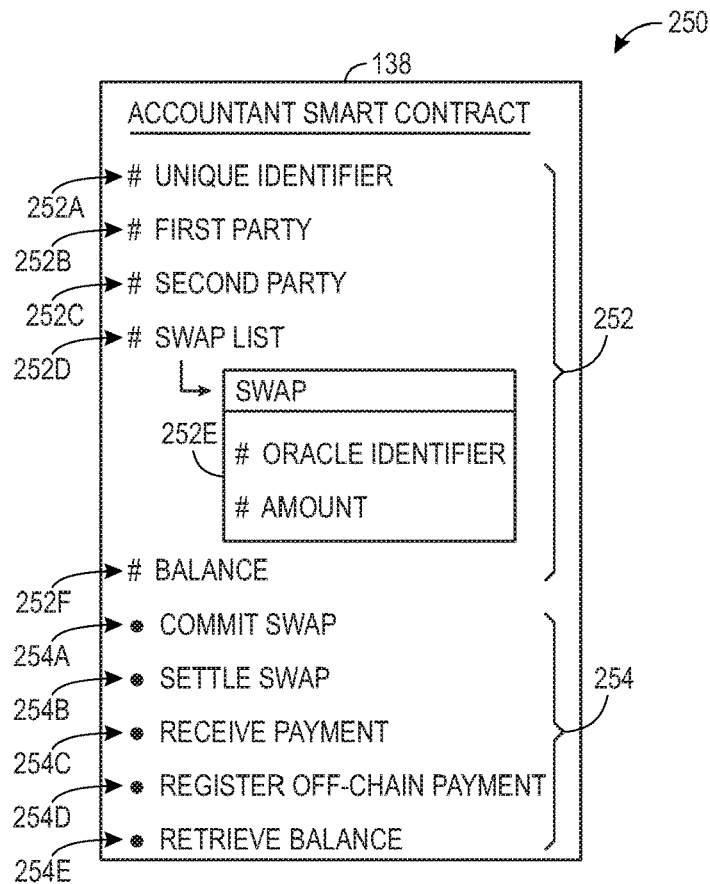 250
138
ACCOUNTANT SMART CONTRACT
# UNIQUE IDENTIFIER
252A
# FIRST PARTY
252B
# SECOND PARTY
252C
# SWAP LIST
252D
252
SWAP
252E
# ORACLE IDENTIFIER
# AMOUNT
# BALANCE
252F
• COMMIT SWAP
254A
• SETTLE SWAP
254B
254
• RECEIVE PAYMENT
254C
• REGISTER OFF-CHAIN PAYMENT
254D
• RETRIEVE BALANCE
254E